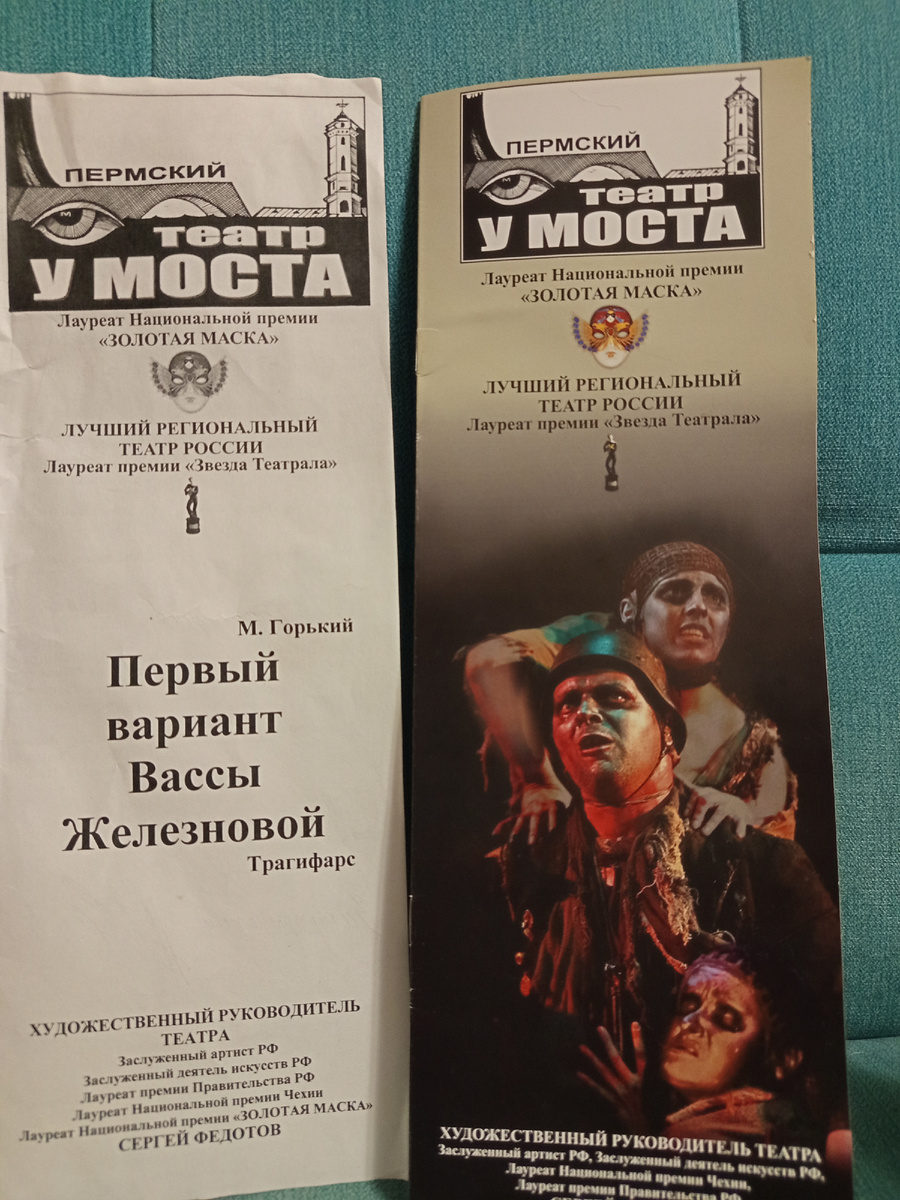 ПЕРМСКИЙ
театр
У МОСТА
Лауреат Национальной премии
«ЗОЛОТАЯ МАСКА»
ЛУЧШИЙ РЕГИОНАЛЬНЫЙ
ТЕАТР РОССИИ
Лауреат премии «Звезда Театрала»
М. Горький
Первый
вариант
Вассы
Железновой
Трагифарс
ХУДОЖЕСТВЕННЫЙ РУКОВОДИТЕЛЬ
ТЕАТРА
Заслуженный артист РФ
Заслуженный деятель искусств РФ
Лауреат премии Правительства РФ
Лауреат Национальной премии Чехии
Лауреат Национальной премии «ЗОЛОТАЯ МАСКА»
СЕРГЕЙ ФЕДОТОВ
ПЕРМСКИЙ
театр
У МОСТА
Лауреат Национальной премии
«ЗОЛОТАЯ МАСКА»
ЛУЧШИЙ РЕГИОНАЛЬНЫЙ
ТЕАТР РОССИИ
Лауреат премии «Звезда Театрала»
ХУДОЖЕСТВЕННЫЙ РУКОВОДИТЕЛЬ ТЕАТРА
Заслуженный артист РФ, Заслуженный деятель искусств РФ,
Лауреат Национальной премии Чехии,
Лауреат премии Правительства РФ